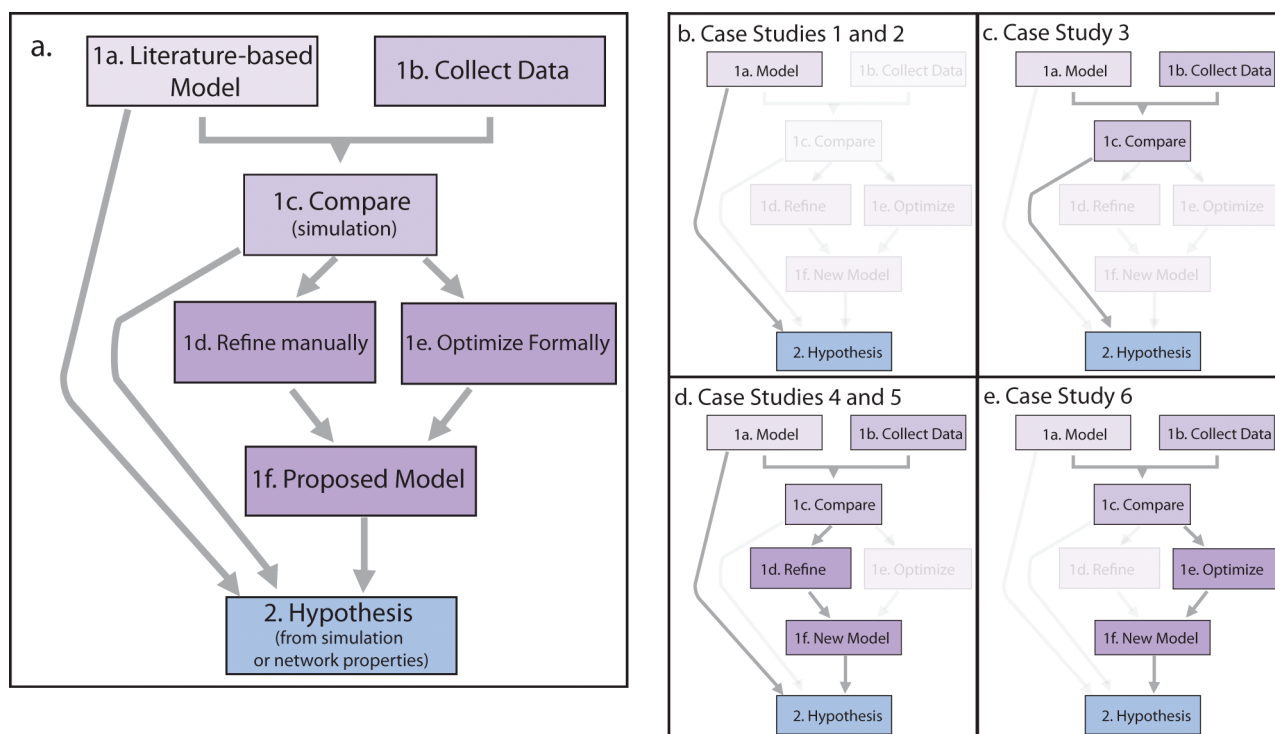 a.
1a. Literature-based
Model
1b. Collect Data
1c. Compare
(simulation)
1d. Refine manually
1e. Optimize Formally
1f. Proposed Model
2. Hypothesis
(from simulation
or network properties)
b. Case Studies 1 and 2
1a. Model
1b. Collect Data
1c. Compare
1d. Refine
1e. Optimize
1f. New Model
2. Hypothesis
c. Case Study 3
1a. Model
1b. Collect Data
1c. Compare
1d. Refine
1e. Optimize
1f. New Model
2. Hypothesis
d. Case Studies 4 and 5
1a. Model
1b. Collect Data
1c. Compare
1d. Refine
1e. Optimize
1f. New Model
2. Hypothesis
e. Case Study 6
1a. Model
1b. Collect Data
1c. Compare
1d. Refine
1e. Optimize
1f. New Model
2. Hypothesis